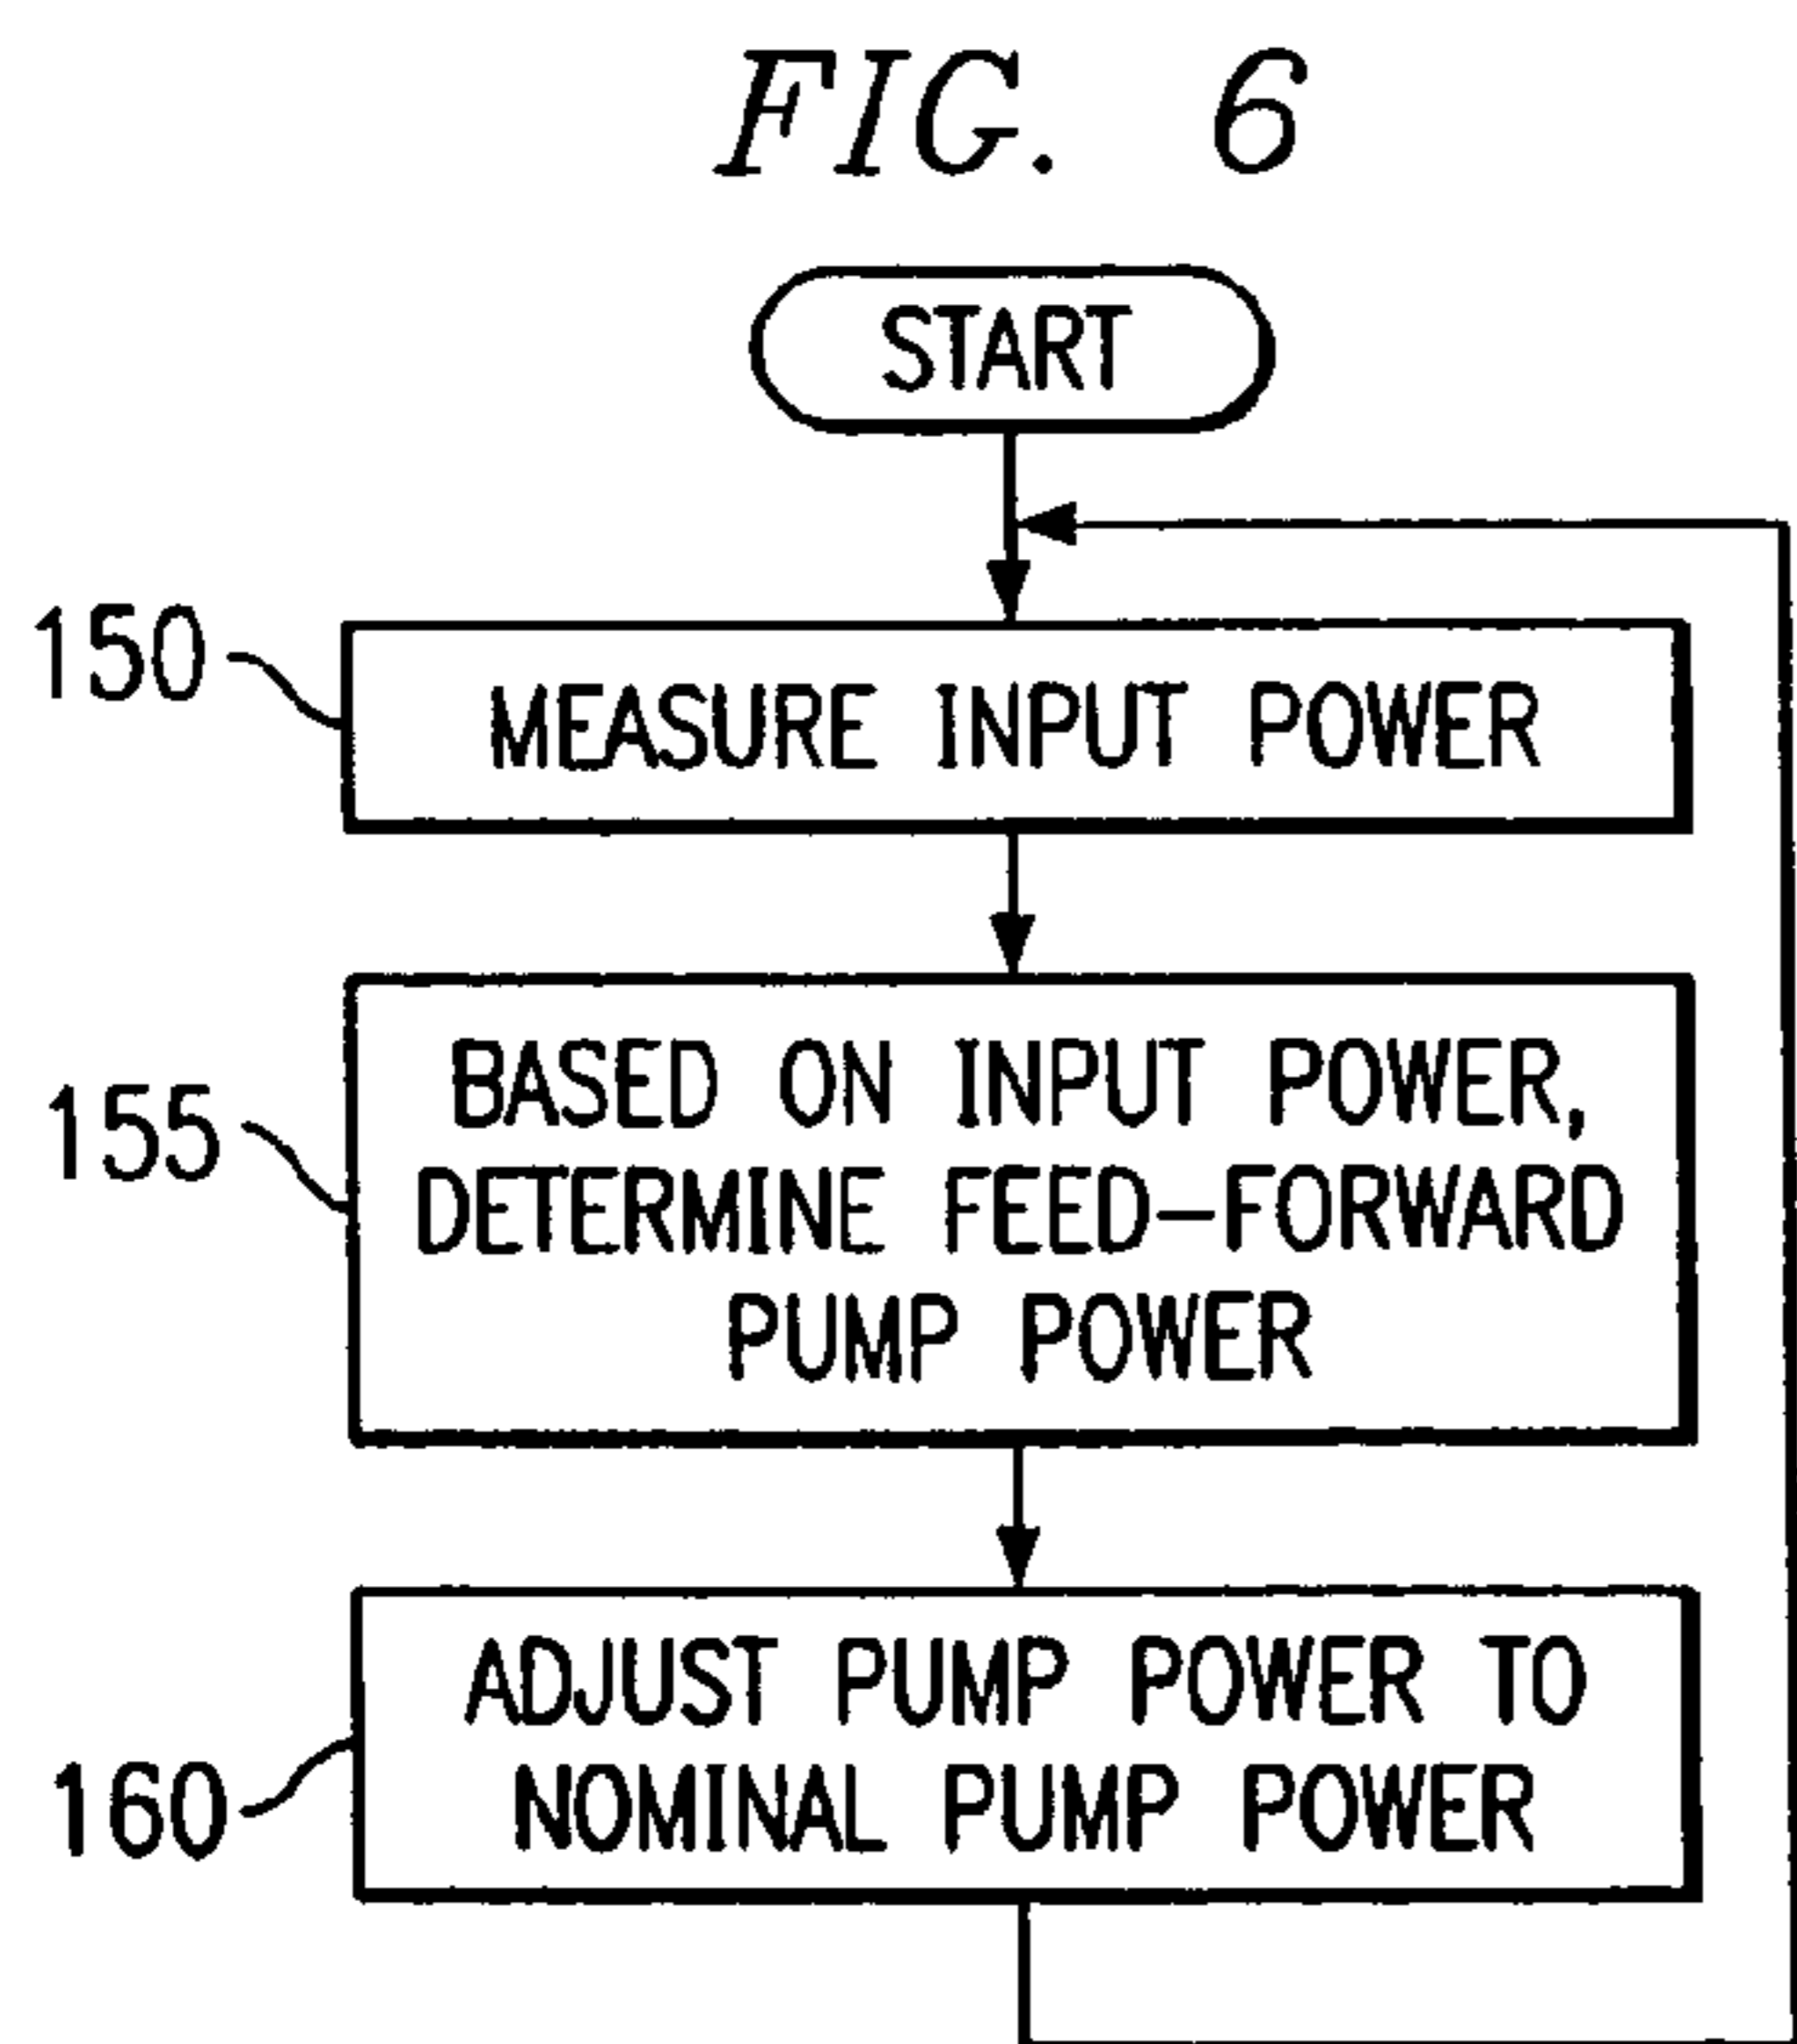 FIG. 6
START
150
MEASURE INPUT POWER
155
BASED ON INPUT POWER,
DETERMINE FEED-FORWARD
PUMP POWER
160
ADJUST PUMP POWER TO
NOMINAL PUMP POWER